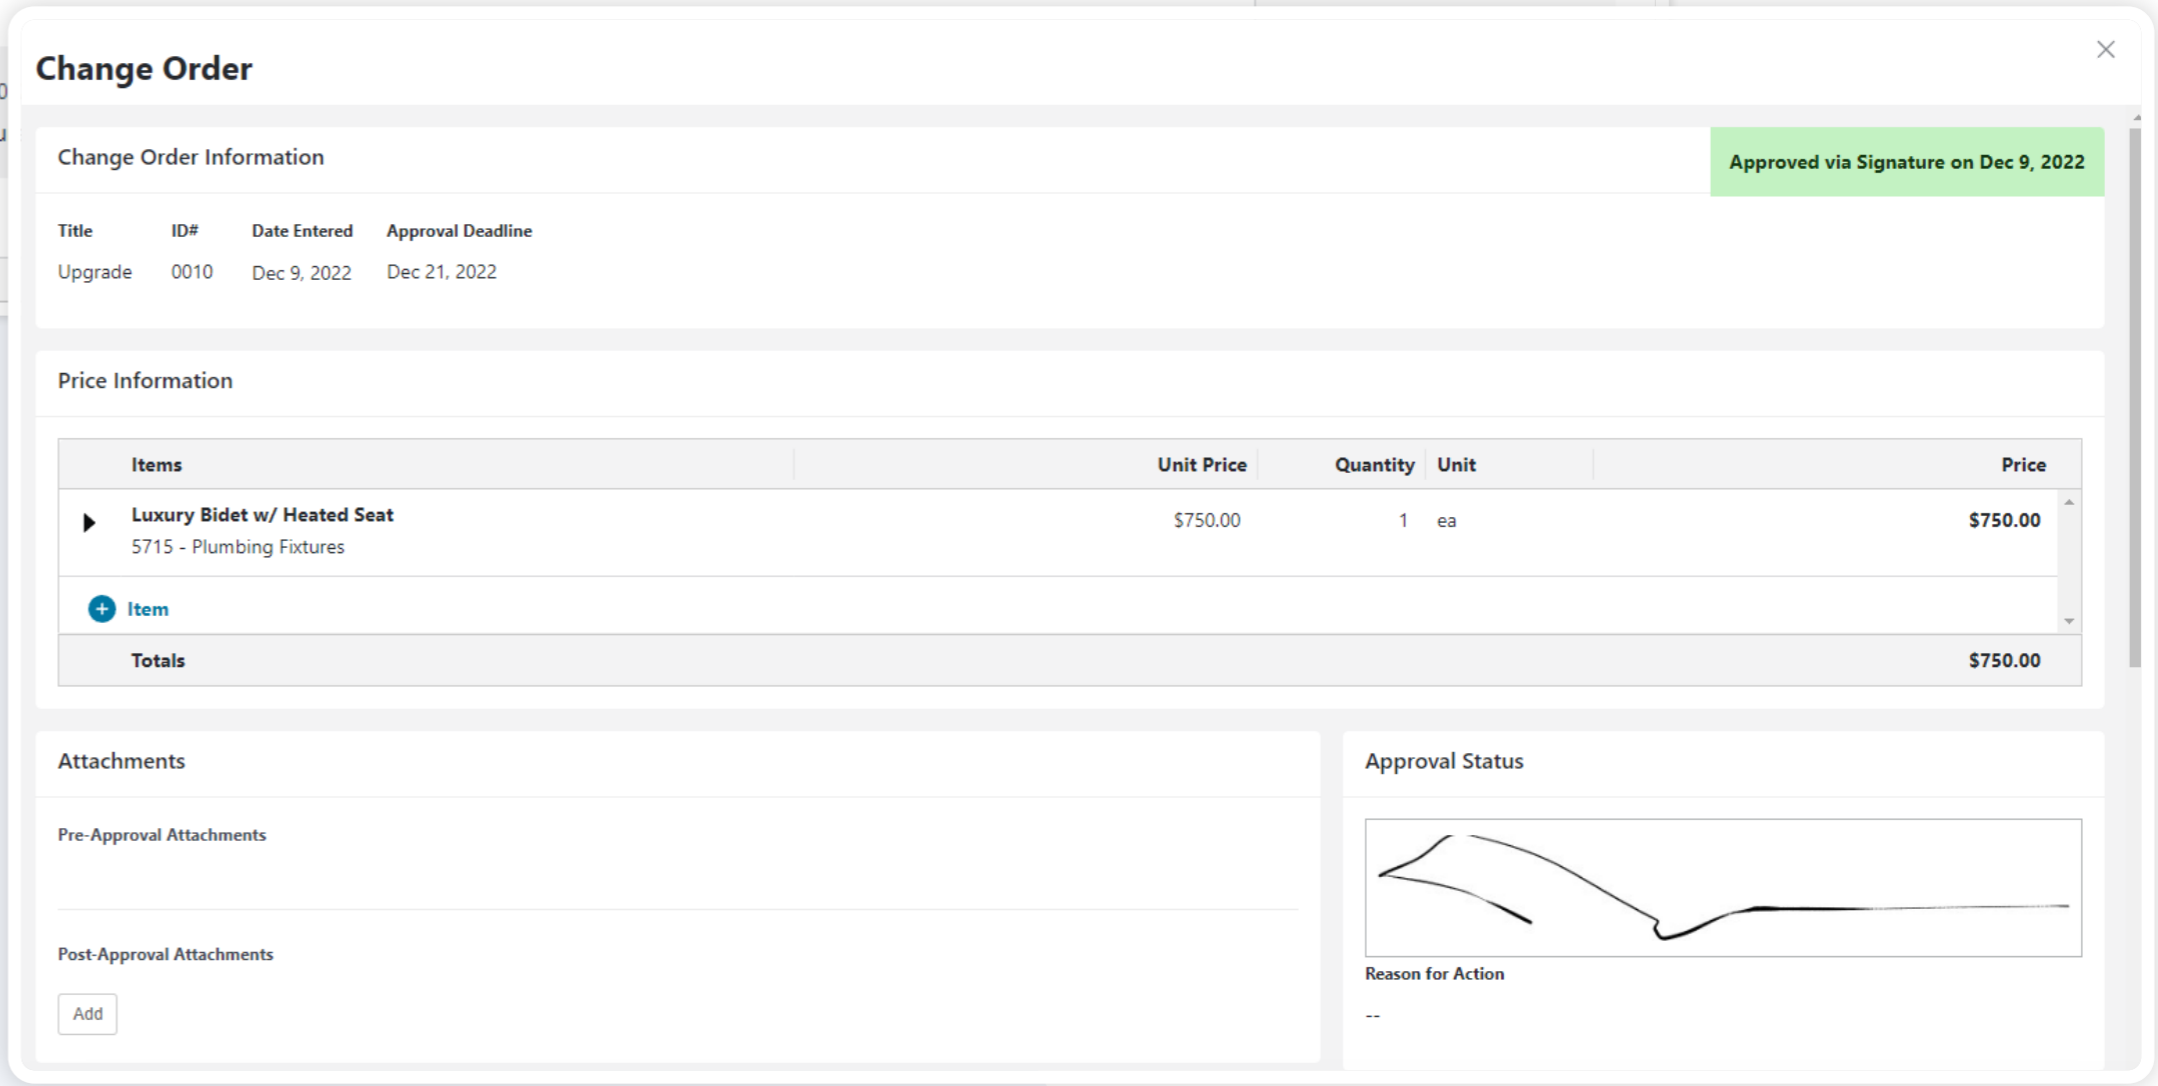 Change Order
Change Order Information
Approved via Signature on Dec 9, 2022
Title ID# Date Entered Approval Deadline
Upgrade 0010 Dec 9, 2022 Dec 21, 2022
Price Information
Items Unit Price Quantity Unit Price
Luxury Bidet w/ Heated Seat $750.00 1 ea $750.00
5715 - Plumbing Fixtures
Item
Totals $750.00
Attachments
Pre-Approval Attachments
Post-Approval Attachments
Add
Approval Status
Reason for Action
--